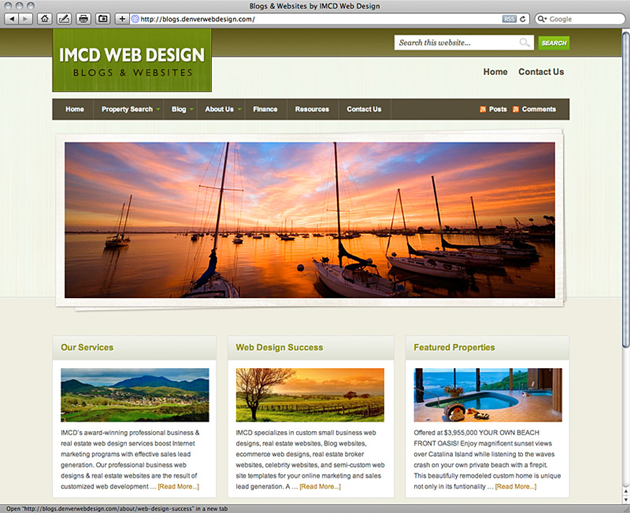 Blogs & Websites by IMCD Web Design
http://blogs.denverwebdesign.com/
RSS
Google
IMCD WEB DESIGN
BLOGS & WEBSITES
Search this website...
SEARCH
Home Contact Us
Home Property Search Blog About Us Finance Resources Contact Us Posts Comments
Our Services
IMCD's award-winning professional business &
real estate web design services boost Internet
marketing programs with effective sales lead
generation. Our professional business web
designs & real estate websites are the result of
customized web development ... [Read More...]
Web Design Success
IMCD specializes in custom small business web
designs, real estate websites, Blog websites,
ecommerce web designs, real estate broker
websites, celebrity websites, and semi-custom web
site templates for your online marketing and sales
lead generation. A ... [Read More...]
Featured Properties
Offered at $3,955,000 YOUR OWN BEACH
FRONT OASIS! Enjoy magnificent sunset views
over Catalina Island while listening to the waves
crash on your own private beach with a firepit.
This beautifully remodeled custom home is unique
not only in its funtionality ... [Read More...]
Open "http://blogs.denverwebdesign.com/about/web-design-success" in a new tab